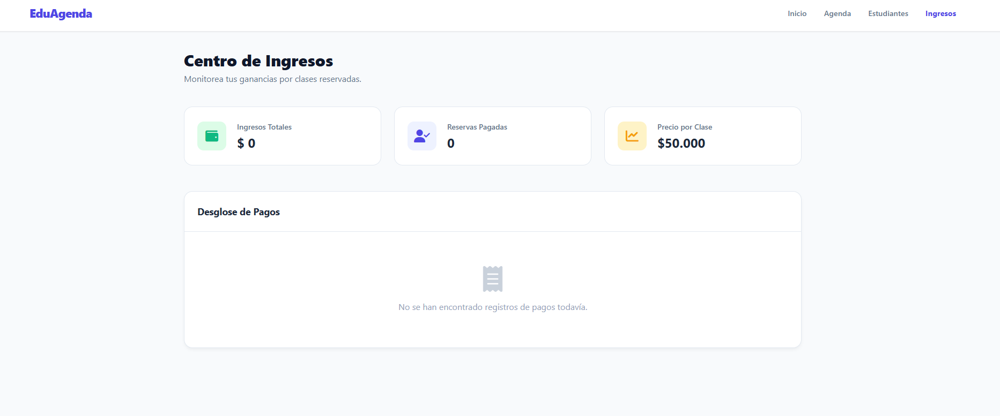 EduAgenda
Inicio Agenda Estudiantes Ingresos
Centro de Ingresos
Monitorea tus ganancias por clases reservadas.
Ingresos Totales
$ 0
Reservas Pagadas
0
Precio por Clase
$50.000
Desglose de Pagos
No se han encontrado registros de pagos todavía.